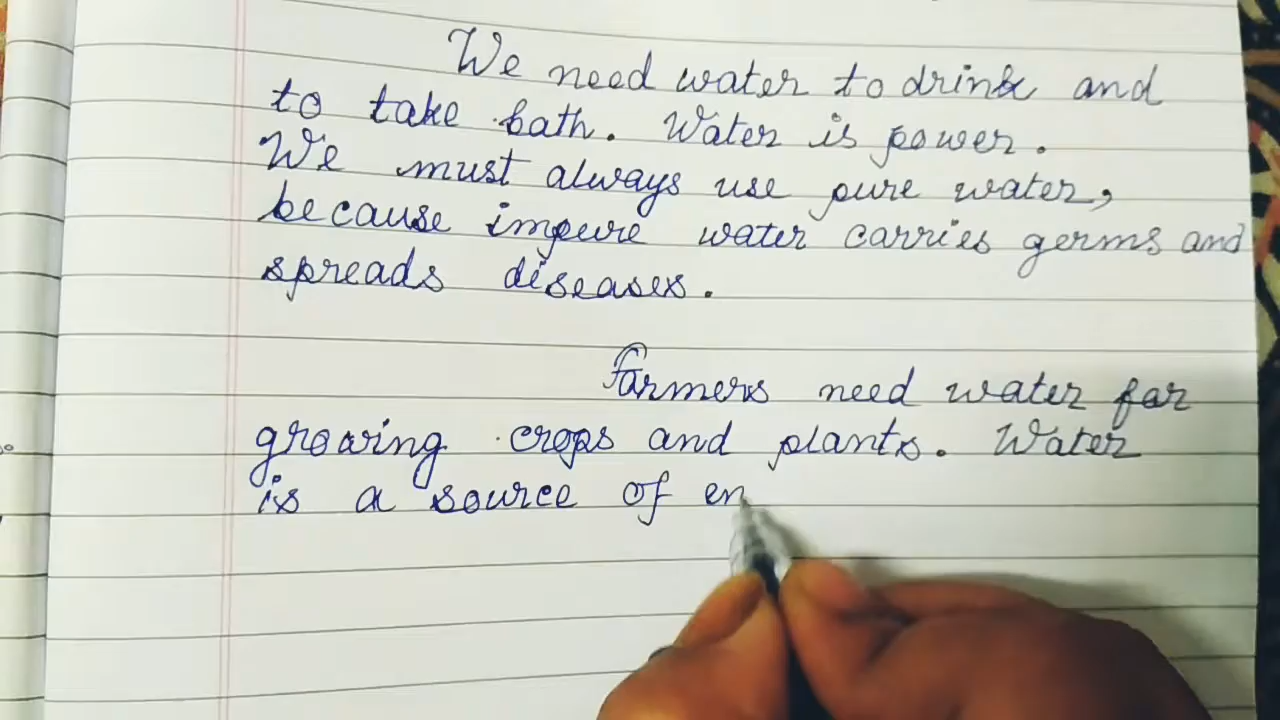 We need water to drink and
to take bath. Water is power.
We must always use pure water,
because impure water carries germs and
spreads diseases.
Farmers need water for
growing crops and plants. Water
is a source of en